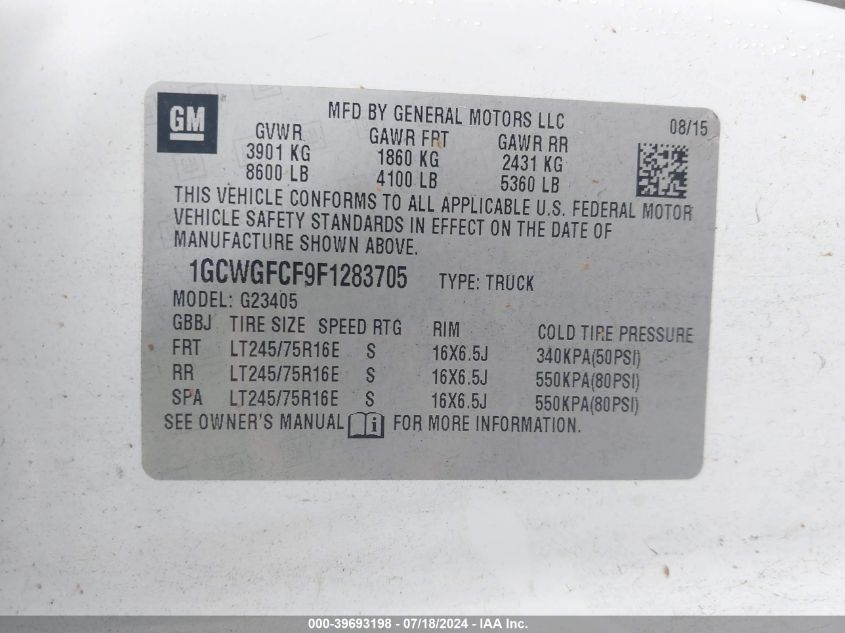 GM
MFD BY GENERAL MOTORS LLC
08/15
GVWR GAWR FRT GAWR RR
3901 KG 1860 KG 2431 KG
8600 LB 4100 LB 5360 LB
THIS VEHICLE CONFORMS TO ALL APPLICABLE U.S. FEDERAL MOTOR
VEHICLE SAFETY STANDARDS IN EFFECT ON THE DATE OF
MANUFACTURE SHOWN ABOVE.
1GCWGFCF9F1283705 TYPE: TRUCK
MODEL: G23405
GBBJ TIRE SIZE SPEED RTG RIM COLD TIRE PRESSURE
FRT LT245/75R16E S 16X6.5J 340KPA(50PSI)
RR LT245/75R16E S 16X6.5J 550KPA(80PSI)
SPA LT245/75R16E S 16X6.5J 550KPA(80PSI)
SEE OWNER'S MANUAL i FOR MORE INFORMATION.
000-39693198 - 07/18/2024 - IAA Inc.